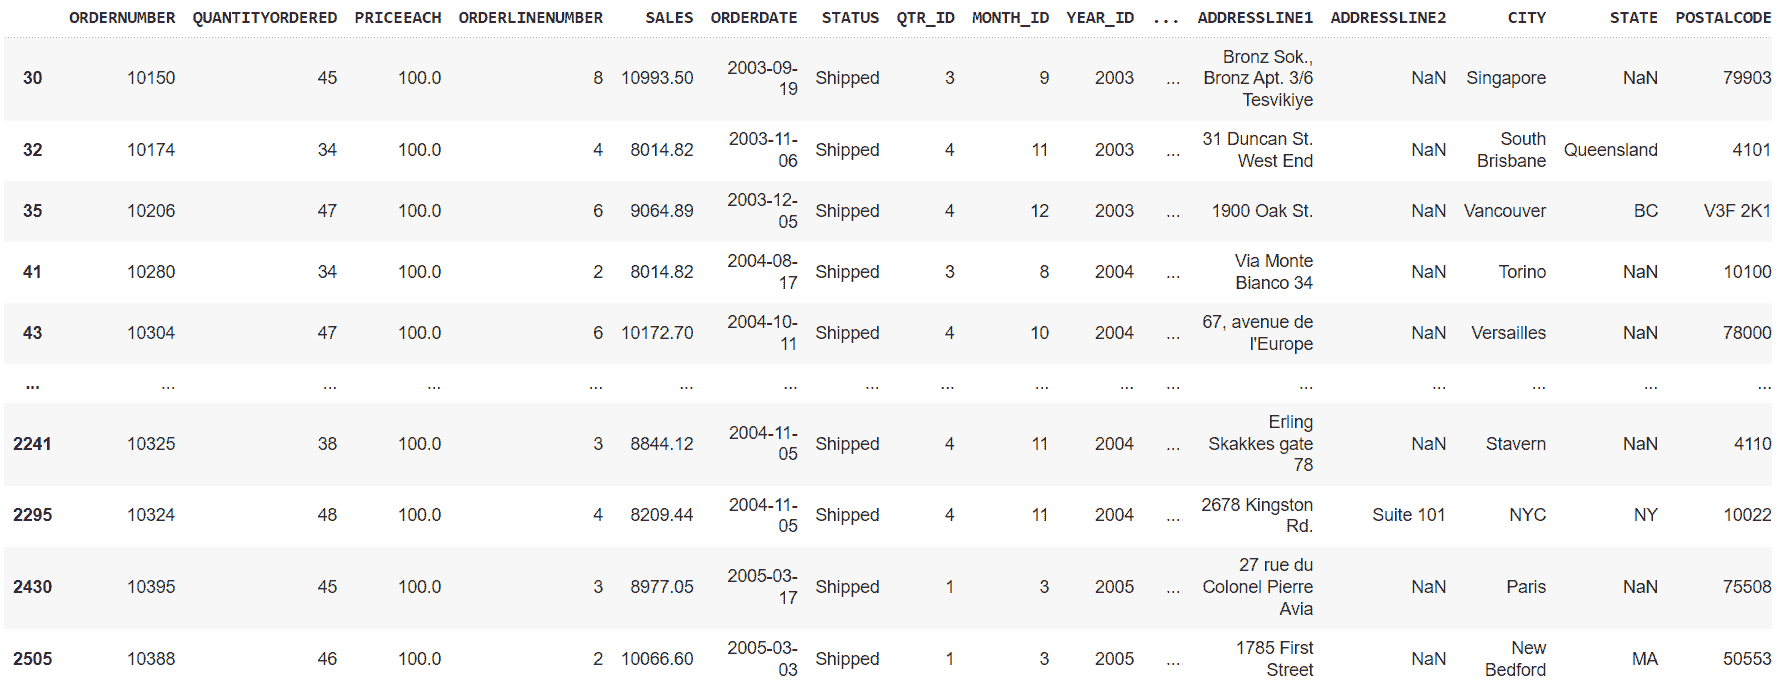 ORDERNUMBER QUANTITYORDERED PRICEEACH ORDERLINENUMBER SALES ORDERDATE STATUS QTR_ID MONTH_ID YEAR_ID ... ADDRESSLINE1 ADDRESSLINE2 CITY STATE POSTALCODE
30 10150 45 100.0 8 10993.50 2003-09-19 Shipped 3 9 2003 ... Bronz Sok., Bronz Apt. 3/6 Tesvikiye NaN Singapore NaN 79903
32 10174 34 100.0 4 8014.82 2003-11-06 Shipped 4 11 2003 ... 31 Duncan St. West End NaN South Brisbane Queensland 4101
35 10206 47 100.0 6 9064.89 2003-12-05 Shipped 4 12 2003 ... 1900 Oak St. NaN Vancouver BC V3F 2K1
41 10280 34 100.0 2 8014.82 2004-08-17 Shipped 3 8 2004 ... Via Monte Bianco 34 NaN Torino NaN 10100
43 10304 47 100.0 6 10172.70 2004-10-11 Shipped 4 10 2004 ... 67, avenue de l'Europe NaN Versailles NaN 78000
... ... ... ... ... ... ... ... ... ... ... ... ... ... ... ... ...
2241 10325 38 100.0 3 8844.12 2004-11-05 Shipped 4 11 2004 ... Erling Skakkes gate 78 NaN Stavern NaN 4110
2295 10324 48 100.0 4 8209.44 2004-11-05 Shipped 4 11 2004 ... 2678 Kingston Rd. Suite 101 NYC NY 10022
2430 10395 45 100.0 3 8977.05 2005-03-17 Shipped 1 3 2005 ... 27 rue du Colonel Pierre Avia NaN Paris NaN 75508
2505 10388 46 100.0 2 10066.60 2005-03-03 Shipped 1 3 2005 ... 1785 First Street NaN New Bedford MA 50553